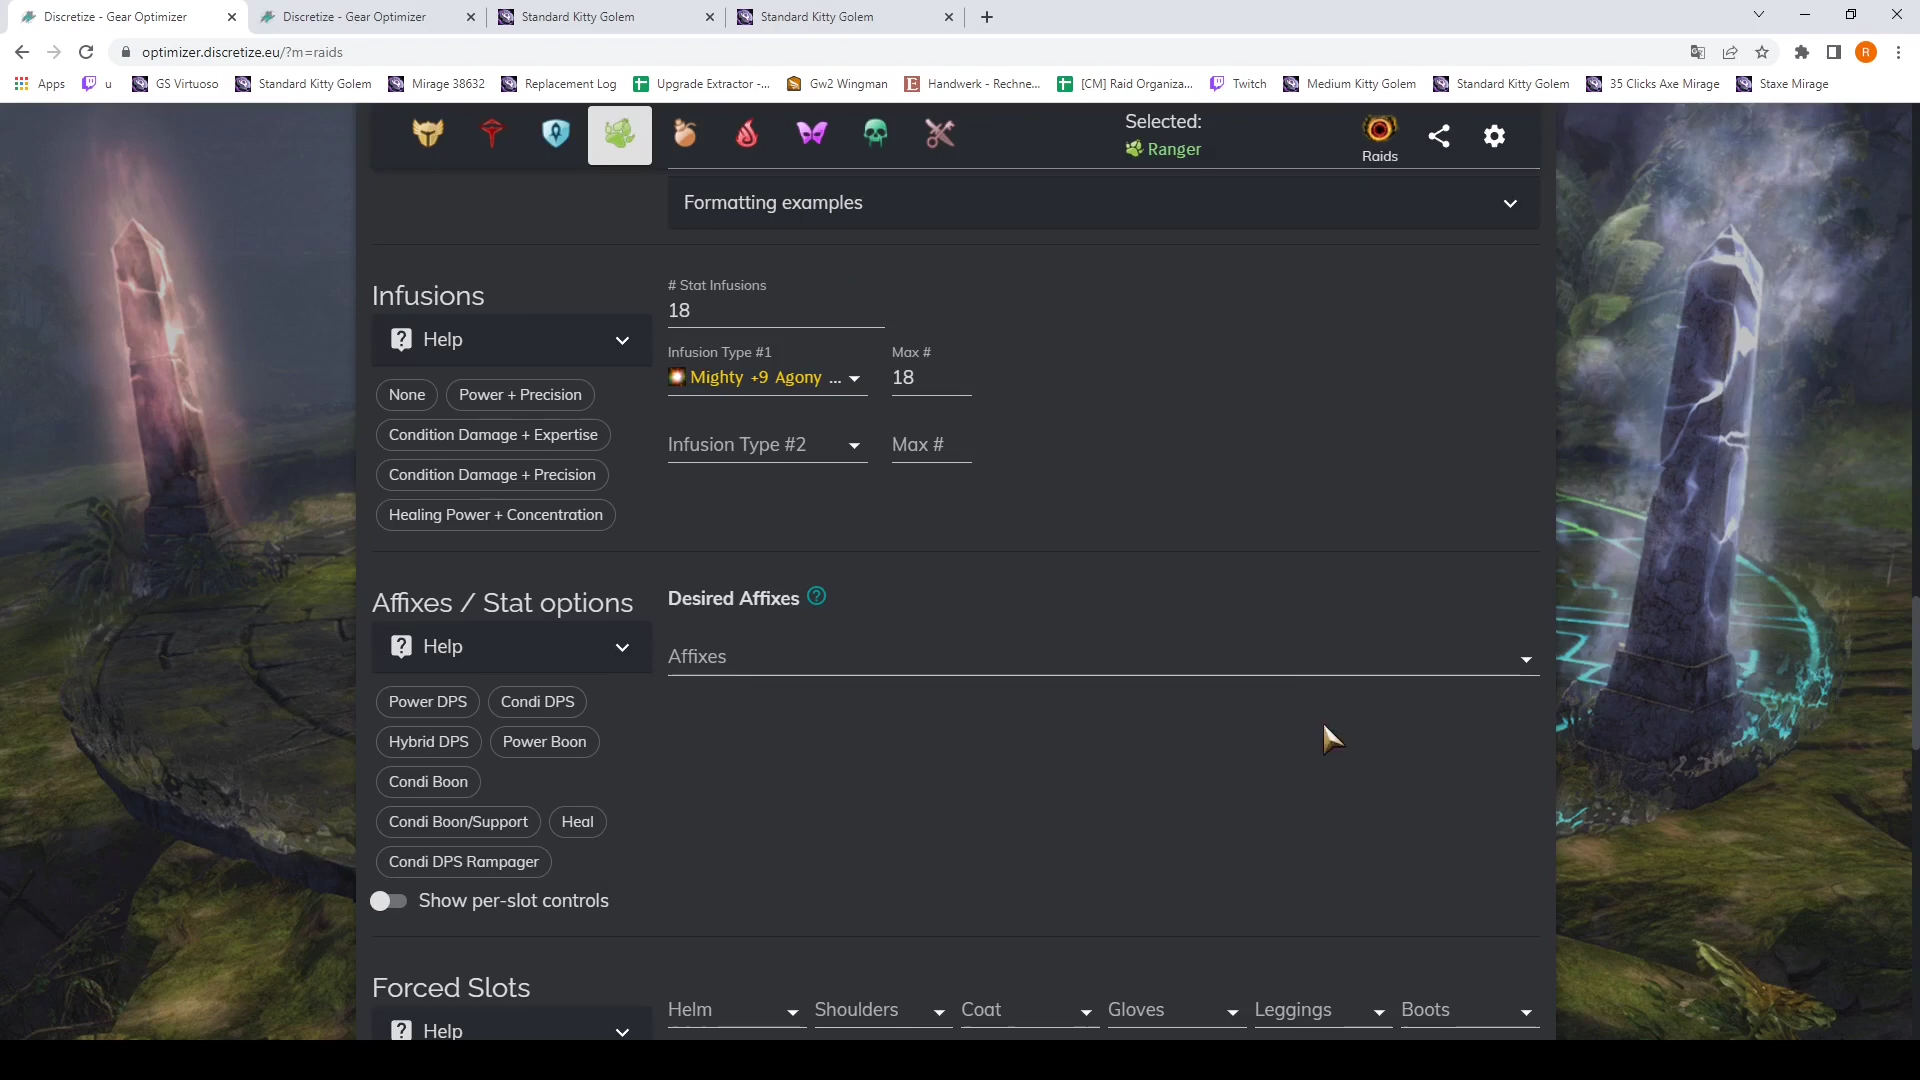 Discretize - Gear Optimizer
Discretize - Gear Optimizer
Standard Kitty Golem
Standard Kitty Golem
optimizer.discretize.eu/?m=raids
R
Apps
u
GS Virtuoso
Standard Kitty Golem
Mirage 38632
Replacement Log
Upgrade Extractor -...
Gw2 Wingman
E
Handwerk - Rechne...
[CM] Raid Organiza...
Twitch
Medium Kitty Golem
Standard Kitty Golem
35 Clicks Axe Mirage
Staxe Mirage
Selected:
Ranger
Raids
Formatting examples
Infusions
Help
None
Power + Precision
Condition Damage + Expertise
Condition Damage + Precision
Healing Power + Concentration
# Stat Infusions
18
Infusion Type #1
Max #
Mighty +9 Agony ...
18
Infusion Type #2
Max #
Affixes / Stat options
Help
Power DPS
Condi DPS
Hybrid DPS
Power Boon
Condi Boon
Condi Boon/Support
Heal
Condi DPS Rampager
Show per-slot controls
Desired Affixes
Affixes
Forced Slots
Help
Helm
Shoulders
Coat
Gloves
Leggings
Boots